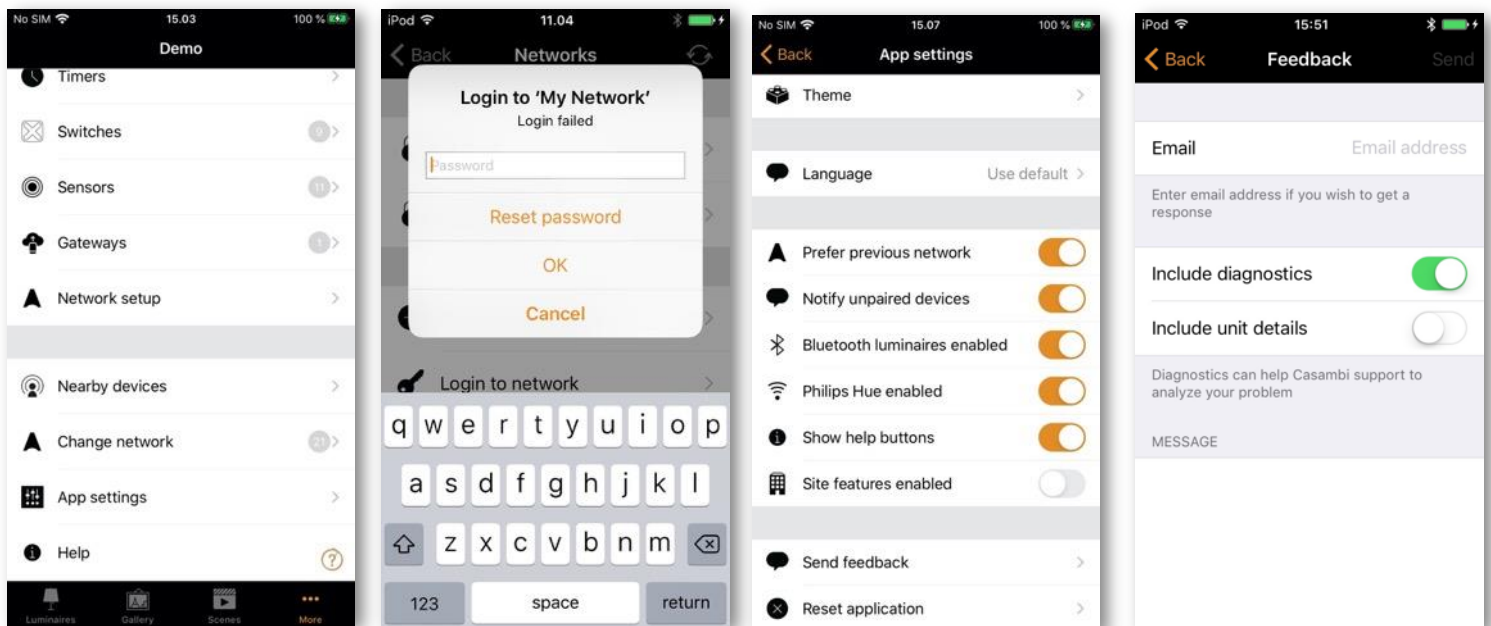 No SIM 15.03 100 %
Demo
Timers
Switches 9
Sensors 11
Gateways 1
Network setup
Nearby devices
Change network 21
App settings
Help ?
Luminaires Gallery Scenes More
iPod 11.04
Back Networks
Login to ‘My Network’
Login failed
Password
Reset password
OK
Cancel
Login to network
q w e r t y u i o p
a s d f g h j k l
z x c v b n m
123 space return
No SIM 15.07 100 %
Back App settings
Theme
Language Use default
Prefer previous network
Notify unpaired devices
Bluetooth luminaires enabled
Philips Hue enabled
Show help buttons
Site features enabled
Send feedback
Reset application
iPod 15:51
Back Feedback Send
Email Email address
Enter email address if you wish to get a
response
Include diagnostics
Include unit details
Diagnostics can help Casambi support to
analyze your problem
MESSAGE